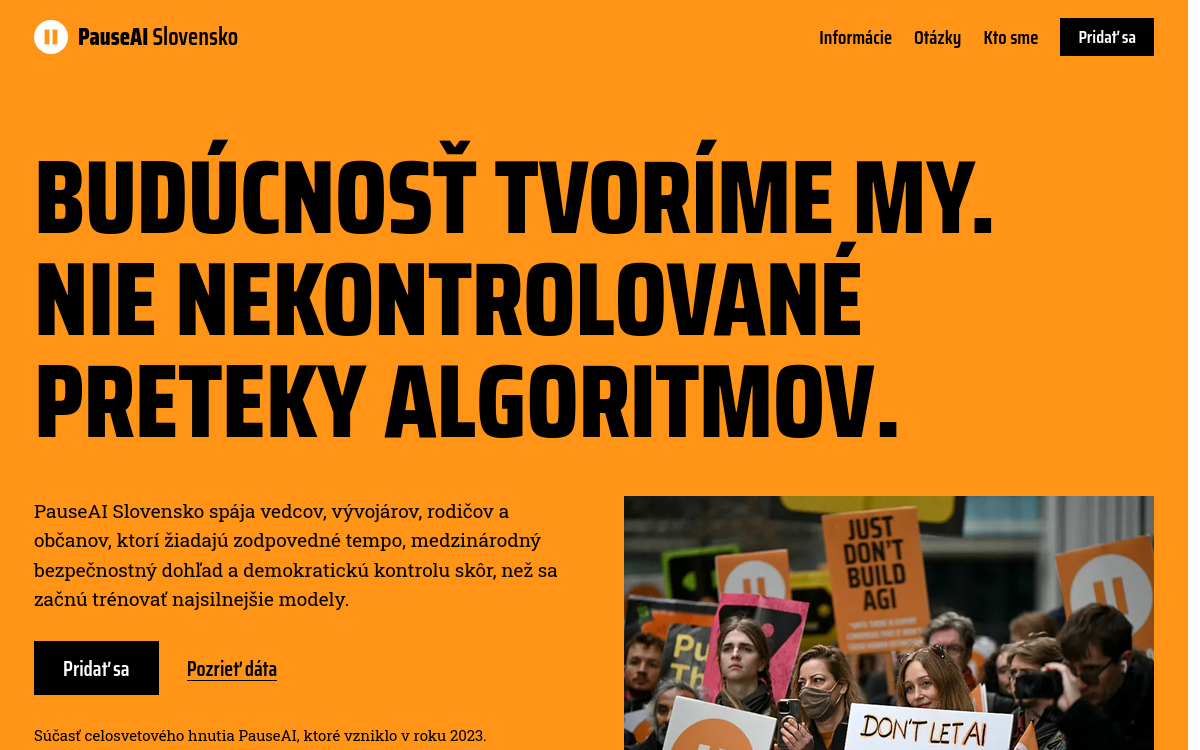 PauseAI Slovensko
Informácie
Otázky
Kto sme
Pridať sa
BUDÚCNOSŤ TVORÍME MY.
NIE NEKONTROLOVANÉ
PRETEKY ALGORITMOV.
PauseAI Slovensko spája vedcov, vývojárov, rodičov a
občanov, ktorí žiadajú zodpovedné tempo, medzinárodný
bezpečnostný dohľad a demokratickú kontrolu skôr, než sa
začnú trénovať najsilnejšie modely.
Pridať sa
Pozrieť dáta
Súčasť celosvetového hnutia PauseAI, ktoré vzniklo v roku 2023.
JUST
DON'T
BUILD
AGI
DON'T LET AI